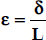 ε = δ/L